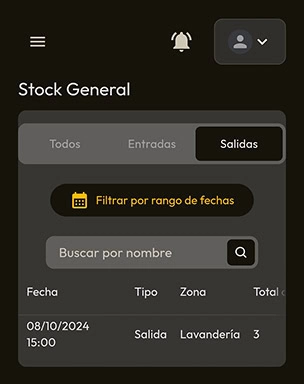 Stock General
Todos Entradas Salidas
Filtrar por rango de fechas
Buscar por nombre
Fecha Tipo Zona Total
08/10/2024
15:00 Salida Lavandería 3